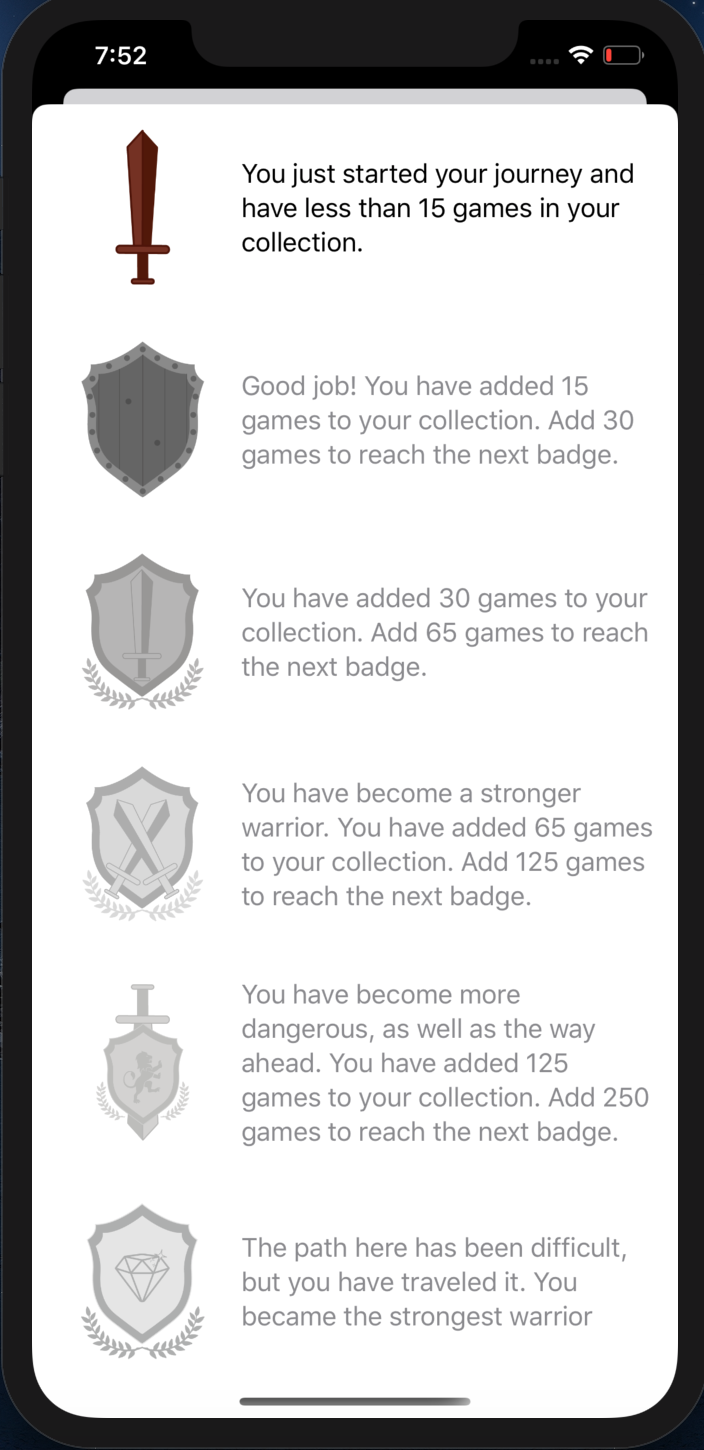 7:52
You just started your journey and
have less than 15 games in your
collection.
Good job! You have added 15
games to your collection. Add 30
games to reach the next badge.
You have added 30 games to your
collection. Add 65 games to reach
the next badge.
You have become a stronger
warrior. You have added 65 games
to your collection. Add 125 games
to reach the next badge.
You have become more
dangerous, as well as the way
ahead. You have added 125
games to your collection. Add 250
games to reach the next badge.
The path here has been difficult,
but you have traveled it. You
became the strongest warrior